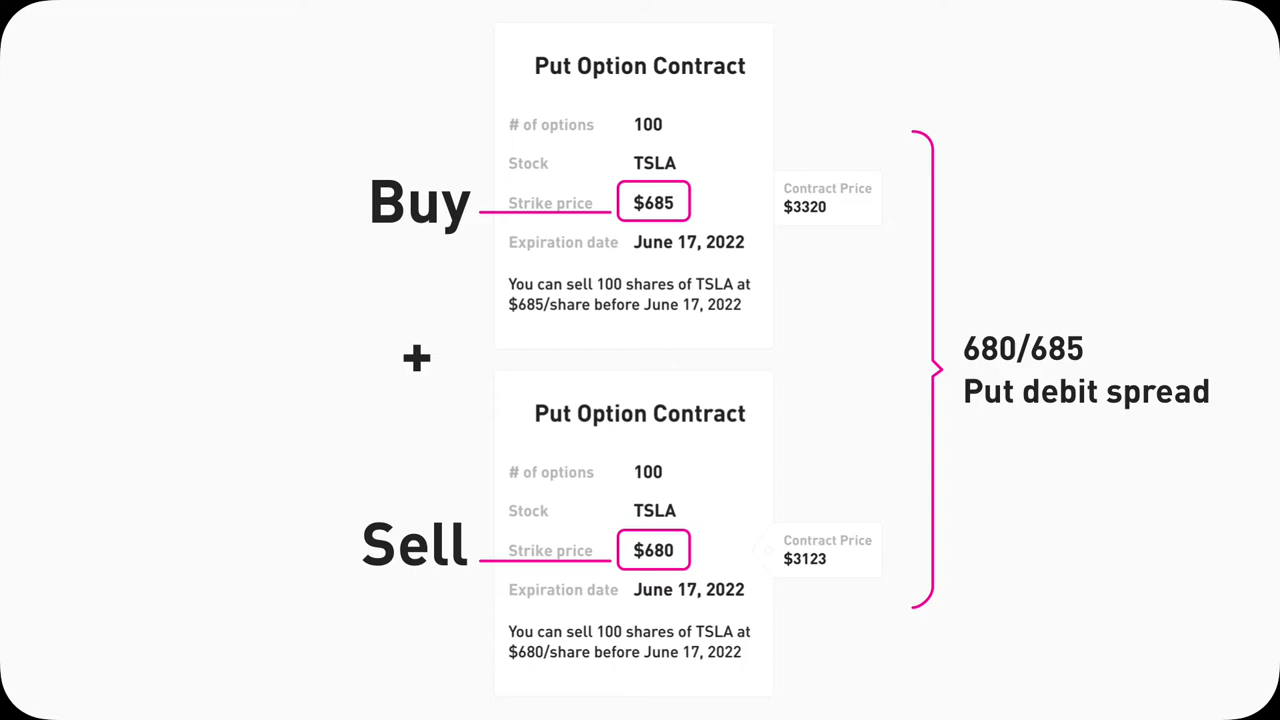 Put Option Contract
# of options 100
Stock TSLA
Buy
Strike price $685
Contract Price
$3320
Expiration date June 17, 2022
You can sell 100 shares of TSLA at
$685/share before June 17, 2022
+
680/685
Put debit spread
Put Option Contract
# of options 100
Stock TSLA
Sell
Strike price $680
Contract Price
$3123
Expiration date June 17, 2022
You can sell 100 shares of TSLA at
$680/share before June 17, 2022